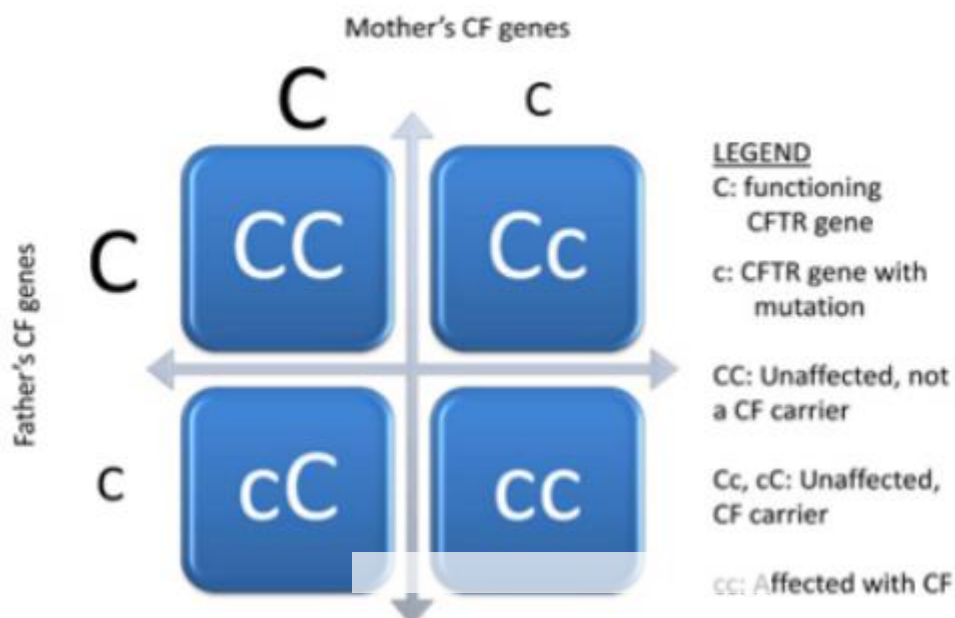 Mother's CF genes
C c
C
CC Cc
Father's CF genes
c
cC cc
LEGEND
C: functioning
CFTR gene
c: CFTR gene with
mutation
CC: Unaffected, not
a CF carrier
Cc, cC: Unaffected,
CF carrier
cc: Affected with CF